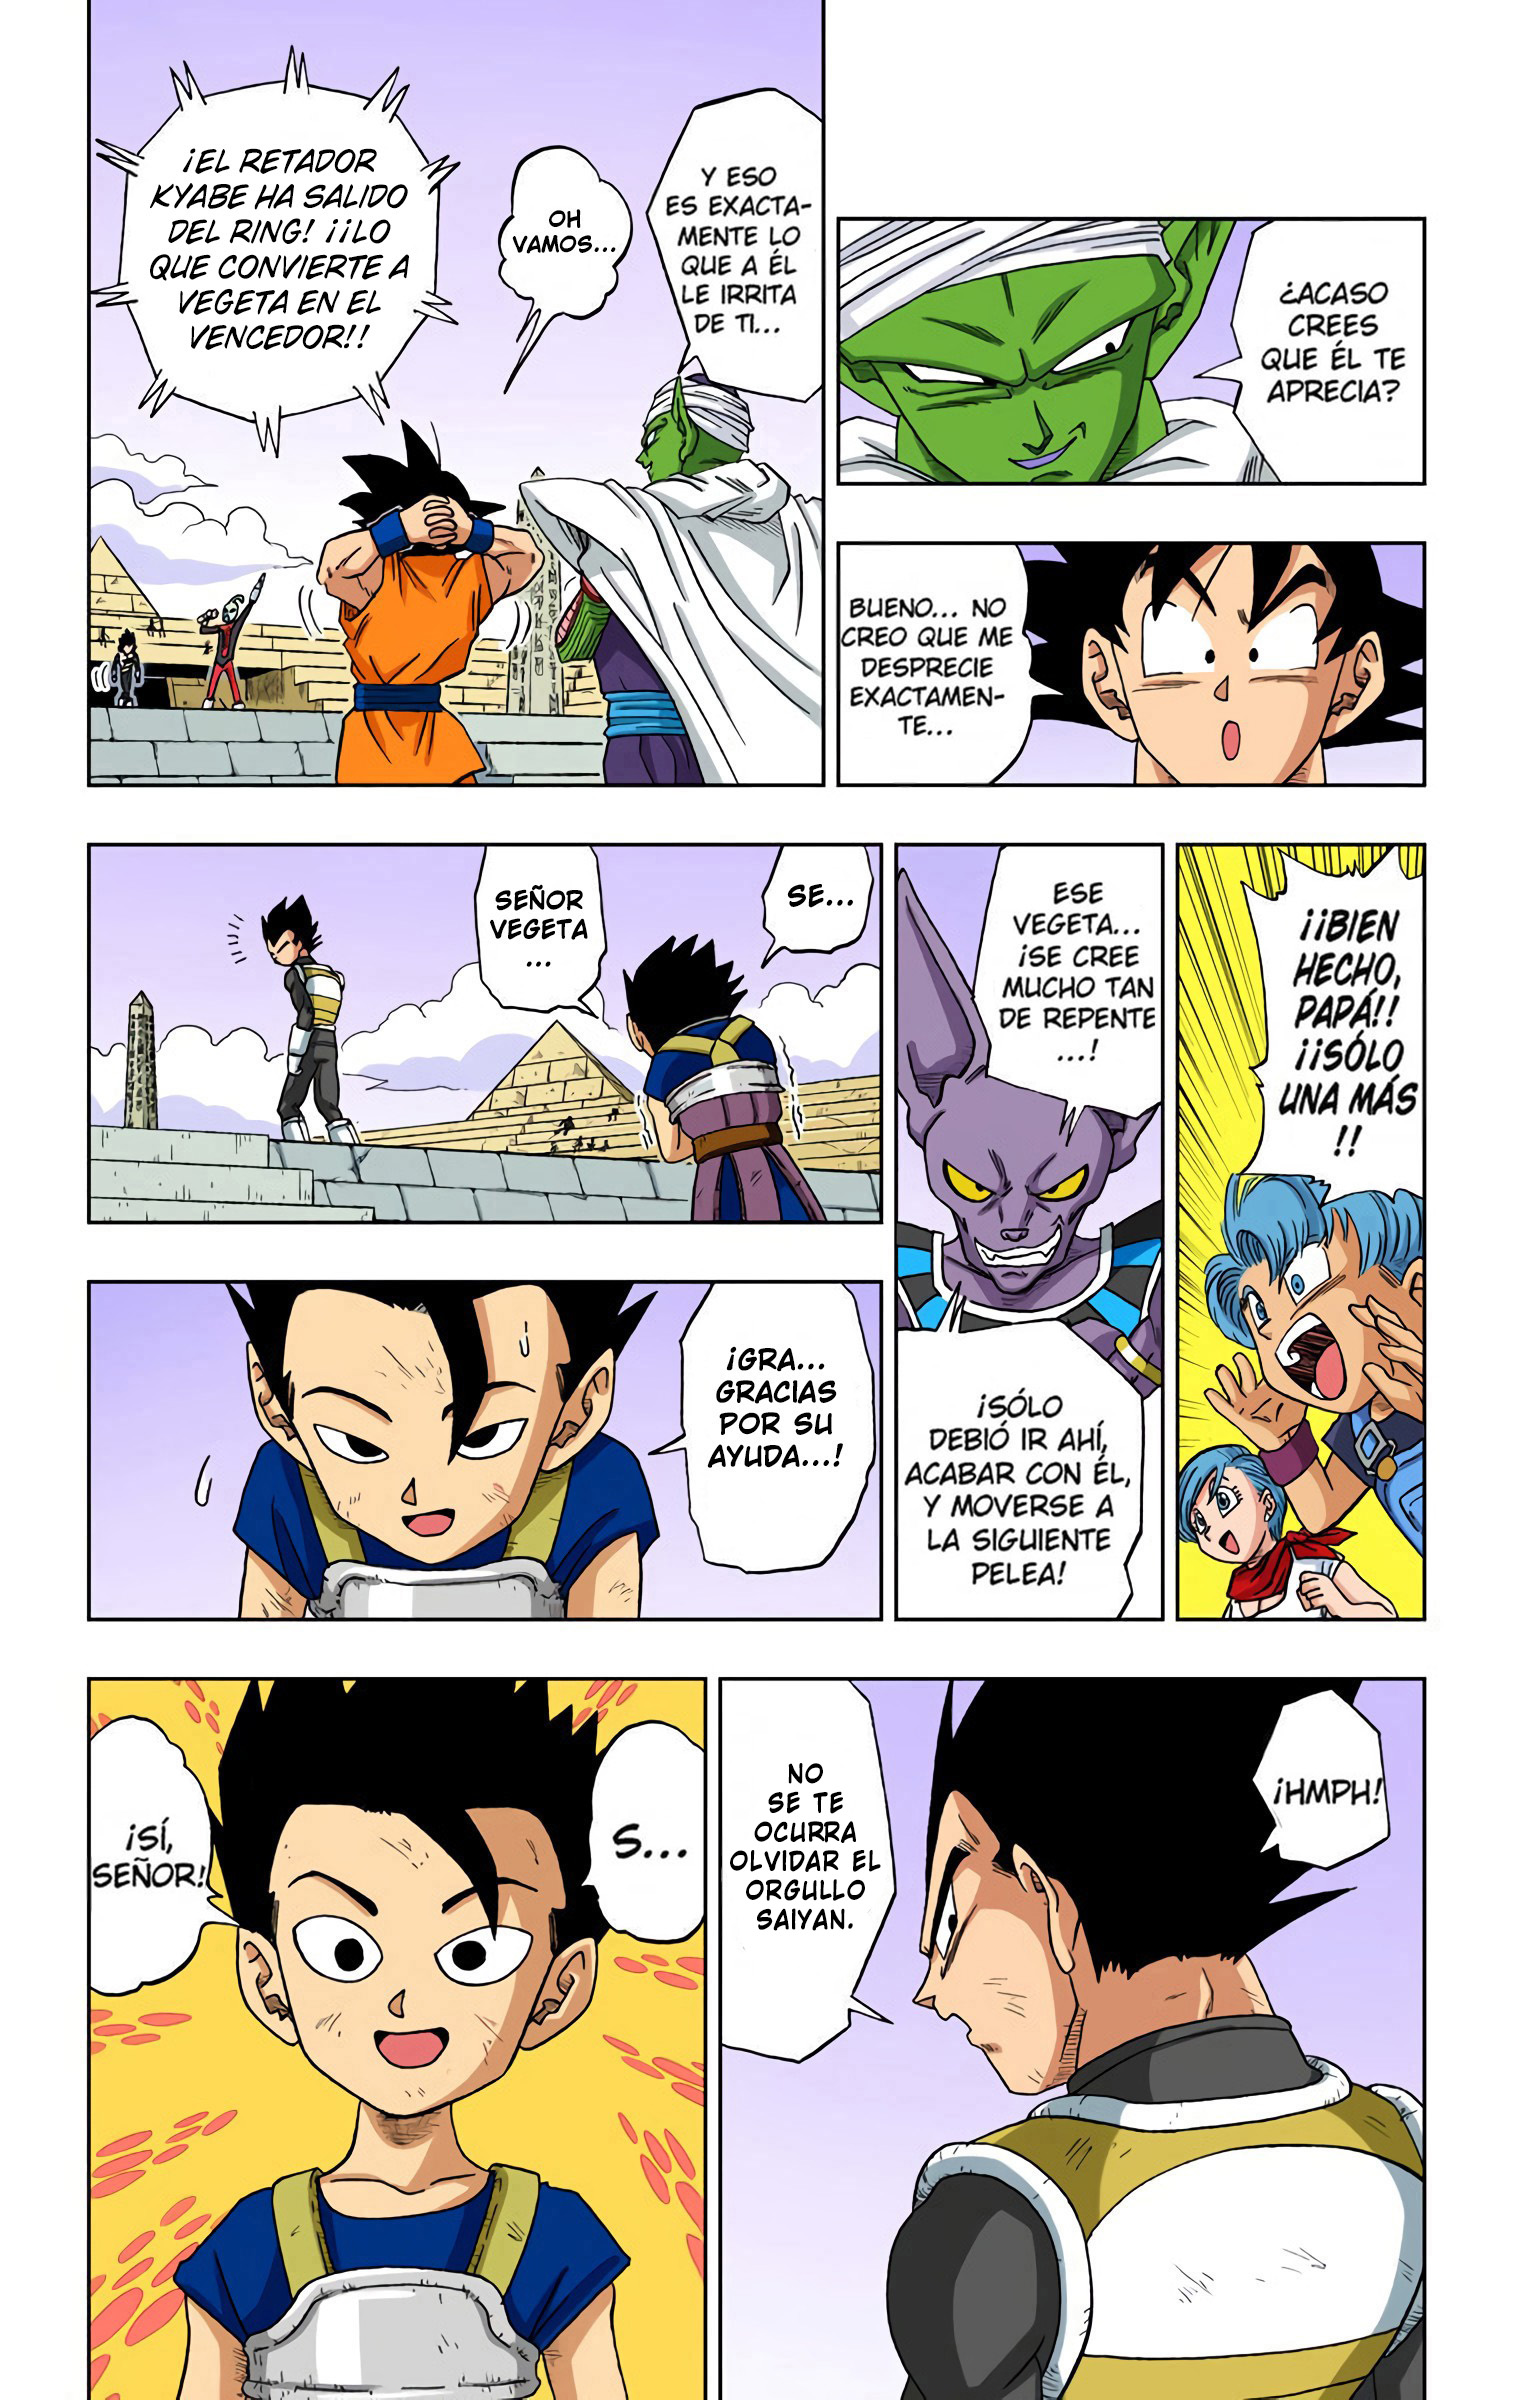 ¿ACASO
CREES
QUE ÉL TE
APRECIA?
BUENO... NO
CREO QUE ME
DESPRECIE
EXACTAMEN-
TE...
Y ESO
ES EXACTA-
MENTE LO
QUE A ÉL
LE IRRITA
DE TI...
OH
VAMOS...
¡EL RETADOR
KYABE HA SALIDO
DEL RING! ¡¡LO
QUE CONVIERTE A
VEGETA EN EL
VENCEDOR!!
¡¡BIEN
HECHO,
PAPÁ!!
¡¡SÓLO
UNA MÁS
!!
ESE
VEGETA...
¡SE CREE
MUCHO TAN
DE REPENTE
...!
¡SÓLO
DEBIÓ IR AHÍ,
ACABAR CON ÉL,
Y MOVERSE A
LA SIGUIENTE
PELEA!
SE...
SEÑOR
VEGETA
...
¡GRA...
GRACIAS
POR SU
AYUDA...!
¡HMPH!
NO
SE TE
OCURRA
OLVIDAR EL
ORGULLO
SAIYAN.
S...
¡SÍ,
SEÑOR!